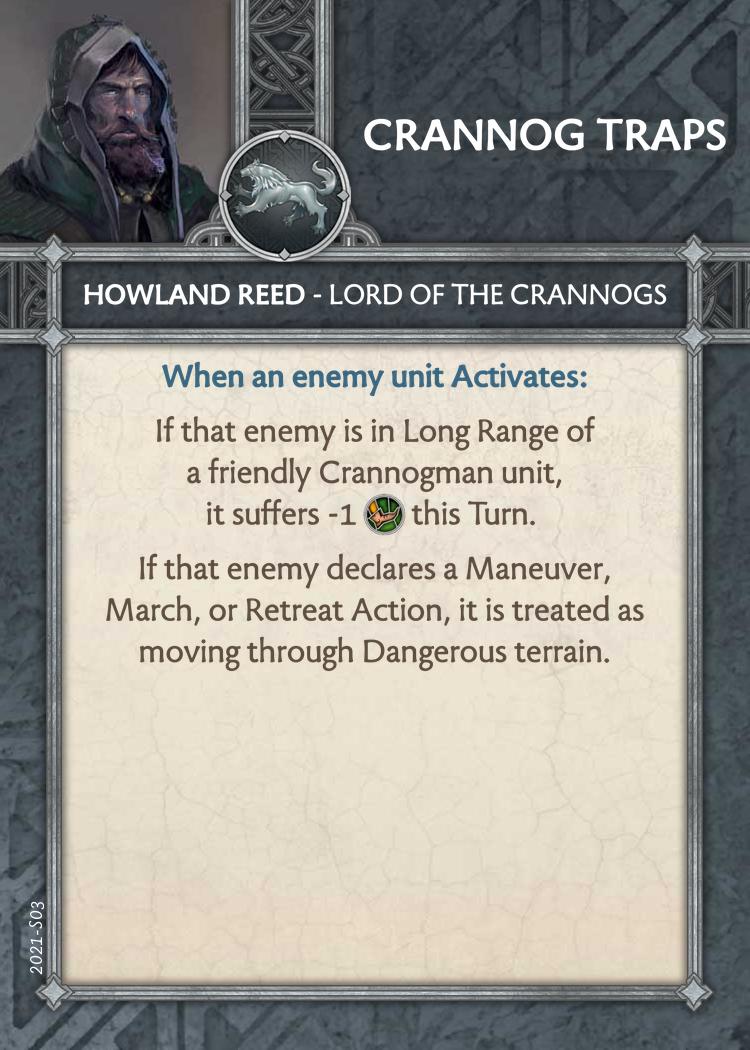 CRANNOG TRAPS
HOWLAND REED - LORD OF THE CRANNOGS
When an enemy unit Activates:
If that enemy is in Long Range of
a friendly Crannogman unit,
it suffers -1 this Turn.
If that enemy declares a Maneuver,
March, or Retreat Action, it is treated as
moving through Dangerous terrain.
2021-S03